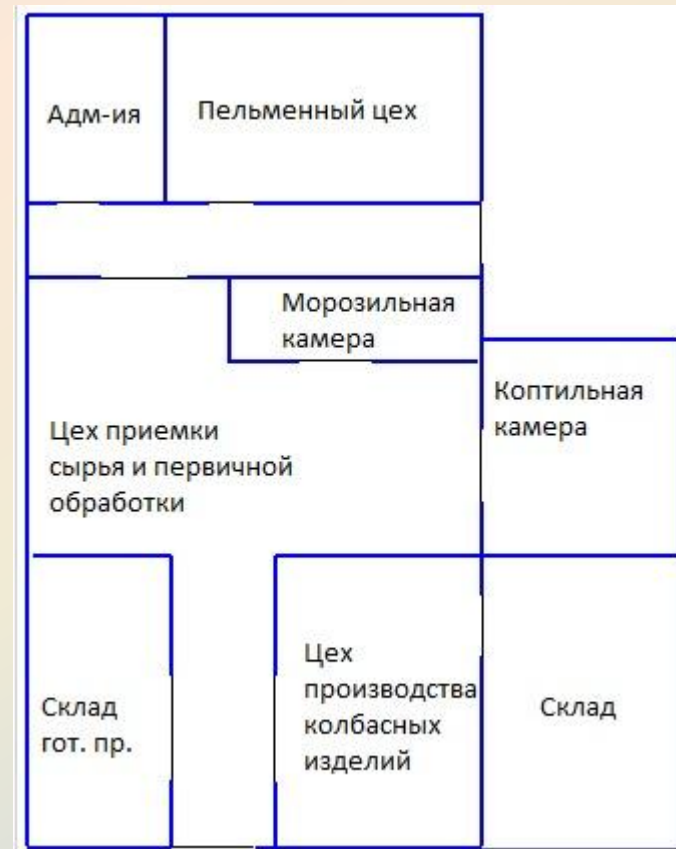 Адм-ия
Пельменный цех
Морозильная
камера
Коптильная
камера
Цех приемки
сырья и первичной
обработки
Склад
гот. пр.
Цех
производства
колбасных
изделий
Склад